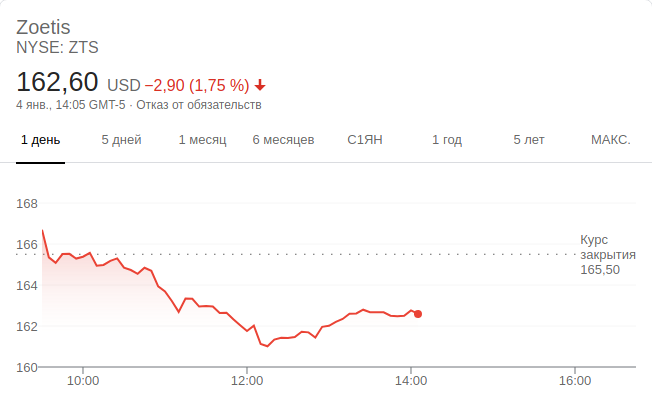 Zoetis
NYSE: ZTS
162,60 USD −2,90 (1,75 %)
4 янв., 14:05 GMT-5 · Отказ от обязательств
1 день 5 дней 1 месяц 6 месяцев С1ЯН 1 год 5 лет МАКС.
168
166
164
162
160
Курс
закрытия
165,50
10:00 12:00 14:00 16:00